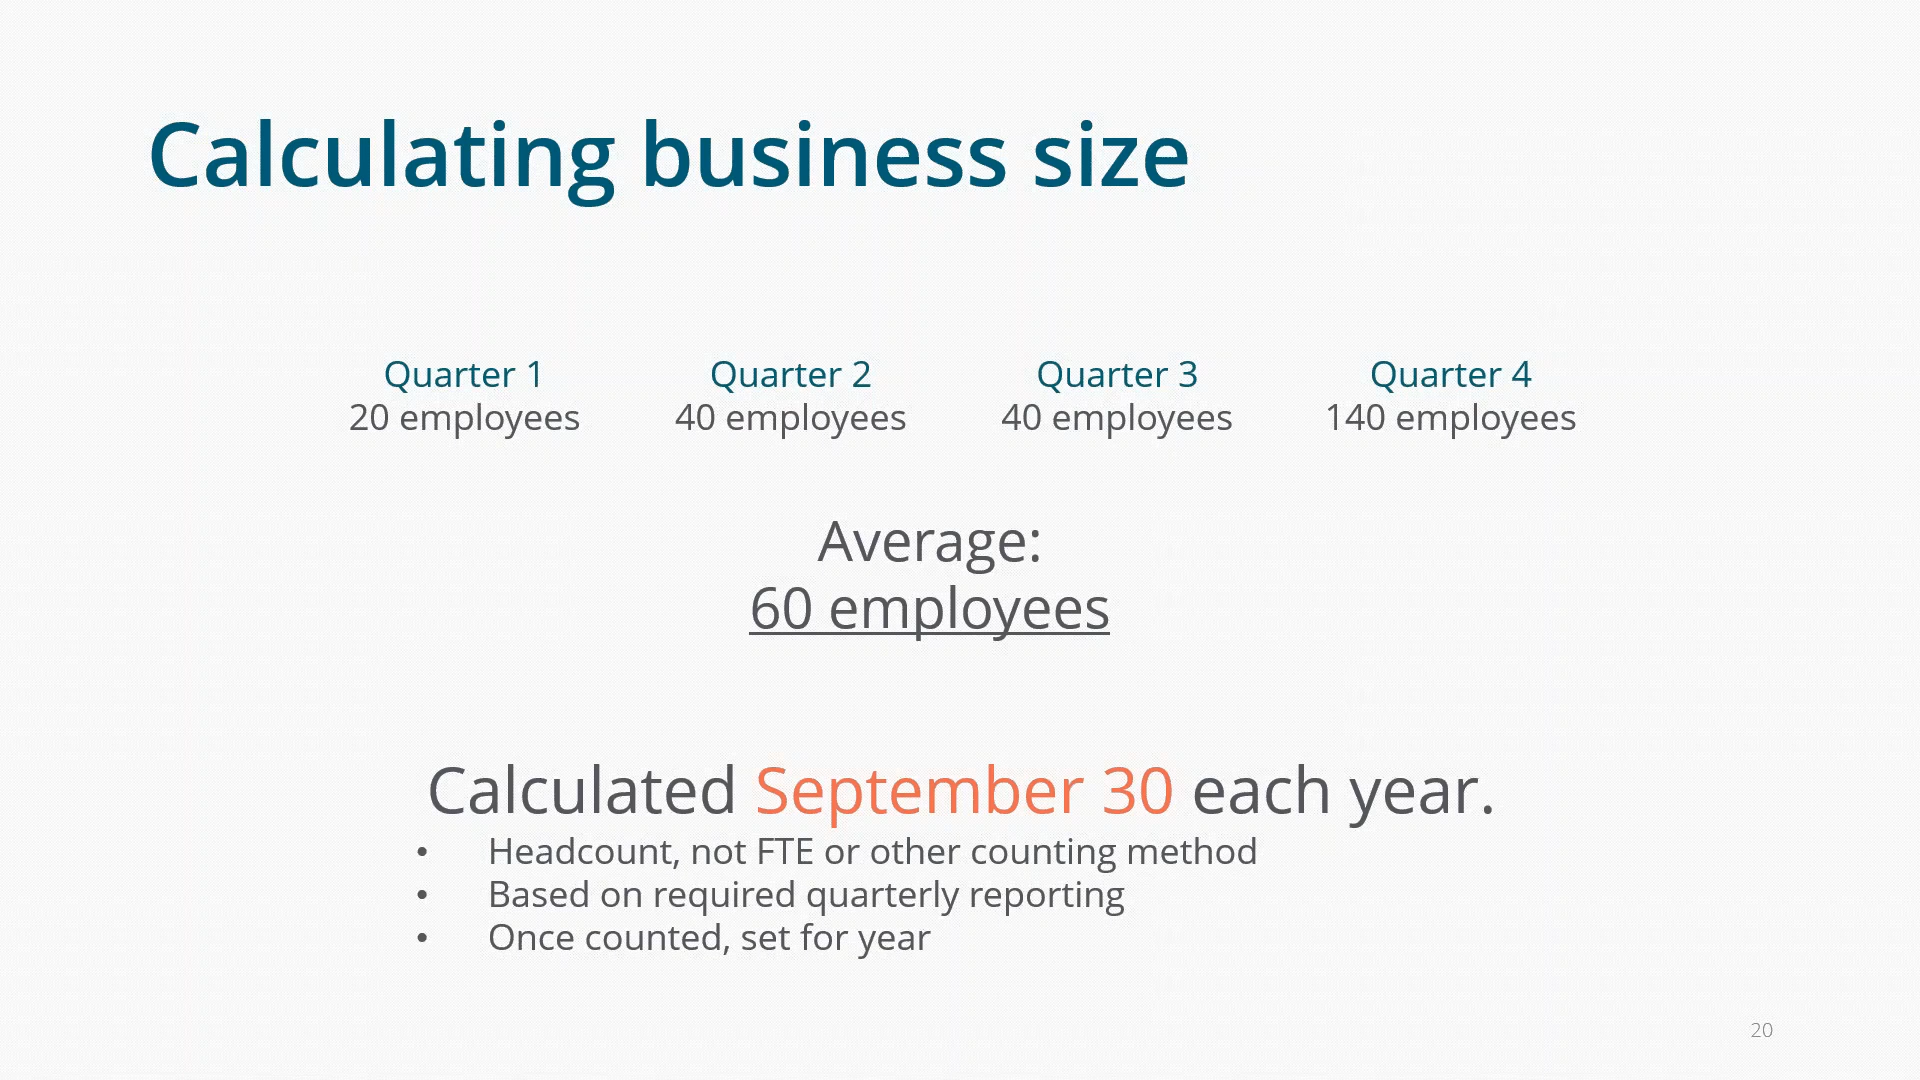 Calculating business size
Quarter 1
20 employees
Quarter 2
40 employees
Quarter 3
40 employees
Quarter 4
140 employees
Average:
60 employees
Calculated September 30 each year.
• Headcount, not FTE or other counting method
• Based on required quarterly reporting
• Once counted, set for year
20